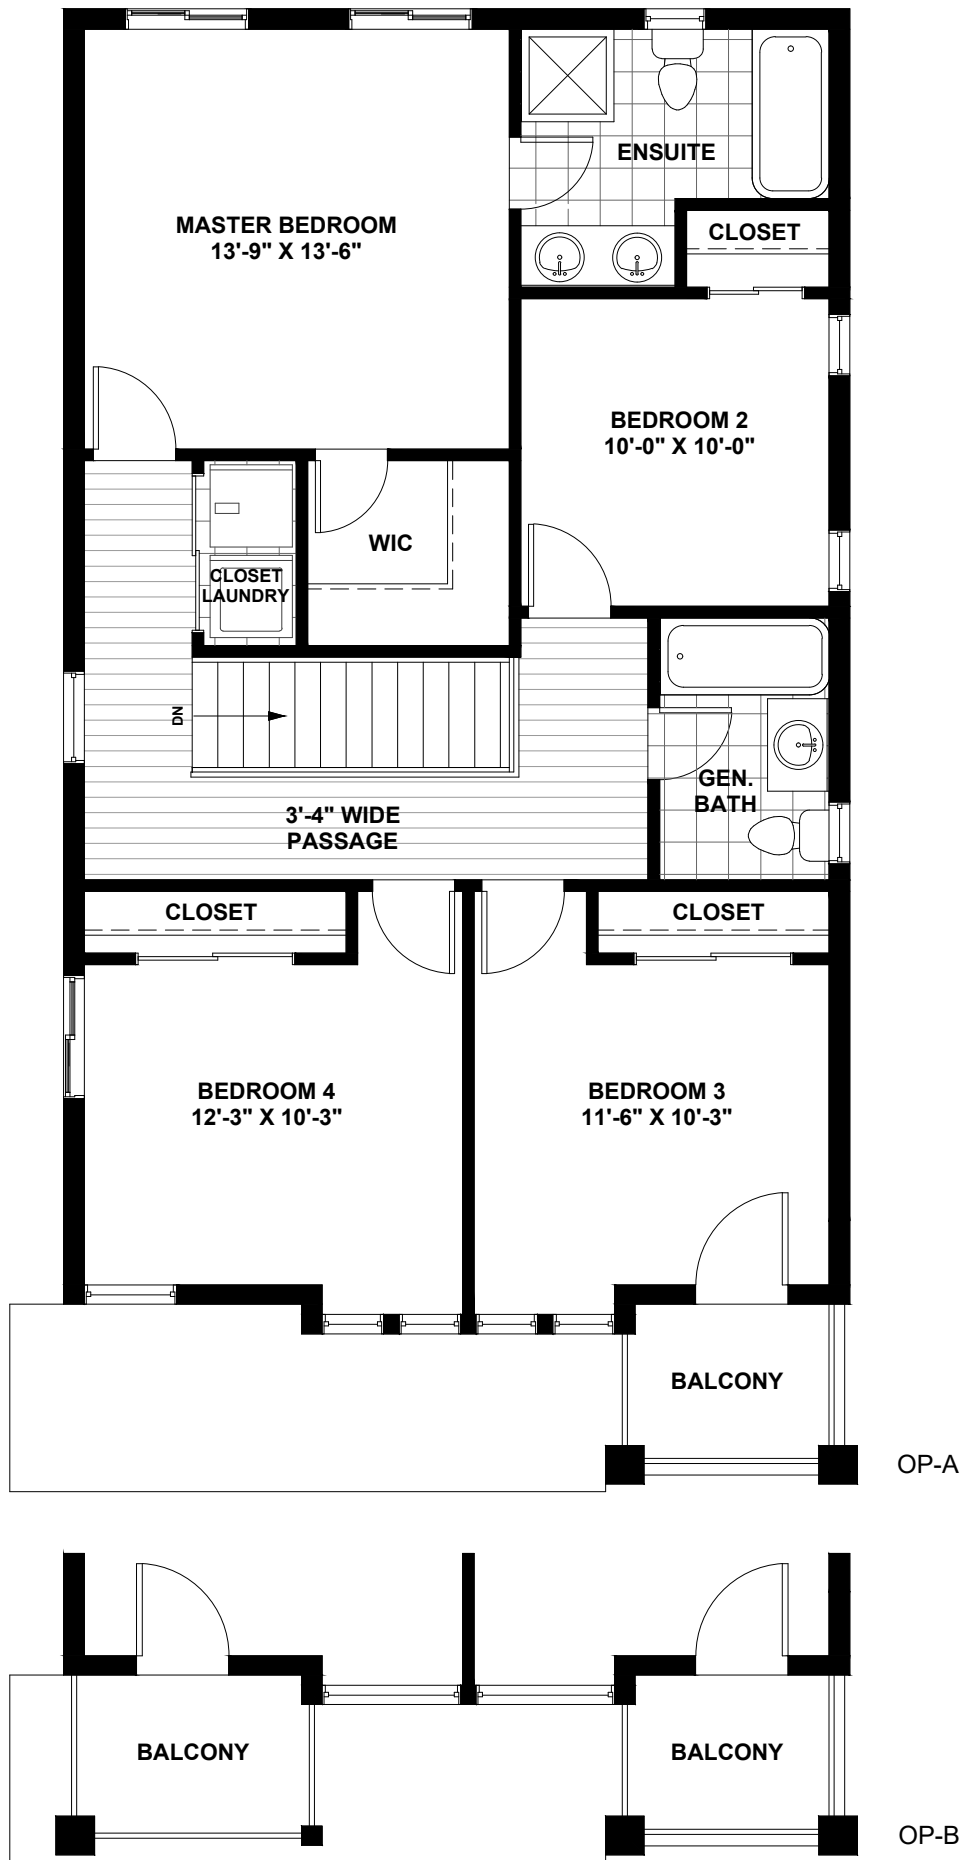 ENSUITE
MASTER BEDROOM
13'-9" X 13'-6"
CLOSET
BEDROOM 2
10'-0" X 10'-0"
WIC
CLOSET
LAUNDRY
DN
GEN.
BATH
3'-4" WIDE
PASSAGE
CLOSET
CLOSET
BEDROOM 4
12'-3" X 10'-3"
BEDROOM 3
11'-6" X 10'-3"
BALCONY
OP-A
BALCONY
BALCONY
OP-B